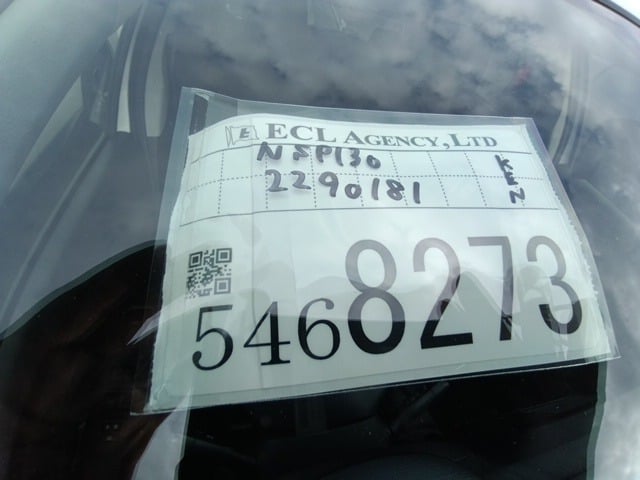 ECL AGENCY, LTD
NSP130
2290181
KEN
5468273